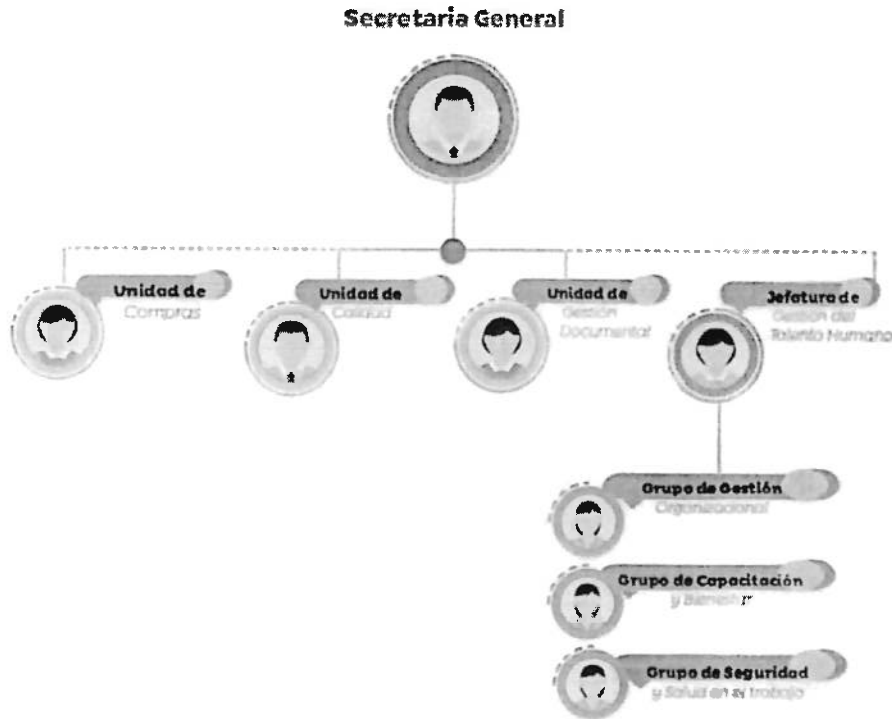 Secretaria General
Unidad de
Compras
Unidad de
Calidad
Unidad de
Gestión
Documental
Jefatura de
Gestión del
Talento Humano
Grupo de Gestión
Organizacional
Grupo de Capacitación
y Bienestar
Grupo de Seguridad
y Salud en el trabajo